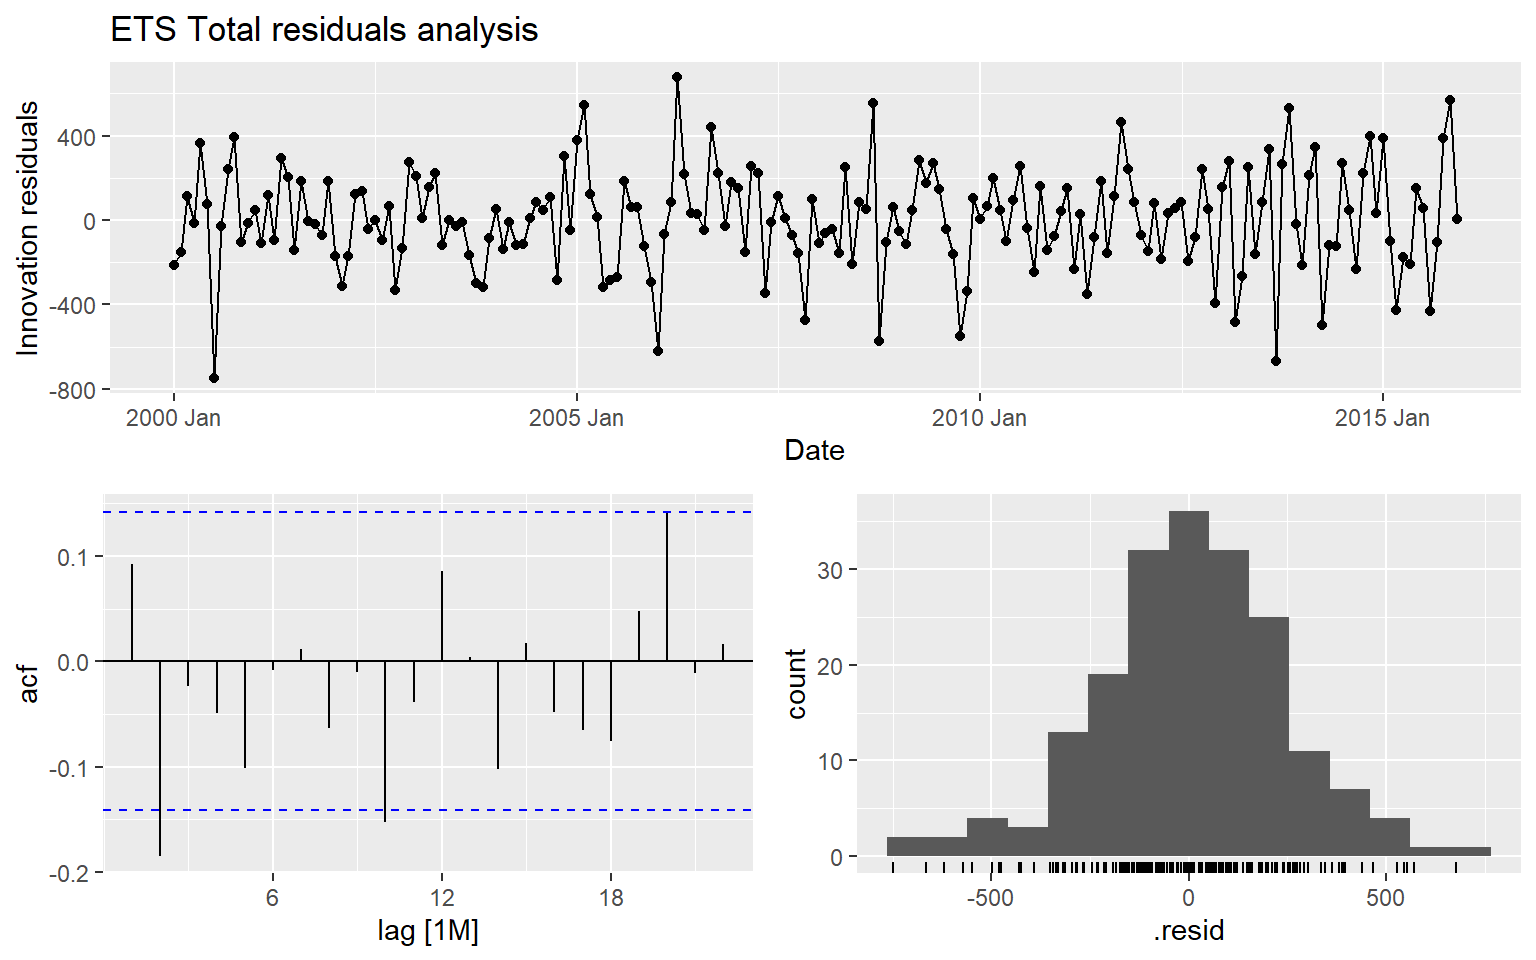 ETS Total residuals analysis
Innovation residuals
400
0
-400
-800
2000 Jan
2005 Jan
2010 Jan
2015 Jan
Date
acf
0.1
0.0
-0.1
-0.2
6
12
18
lag [1M]
count
30
20
10
0
-500
0
500
.resid